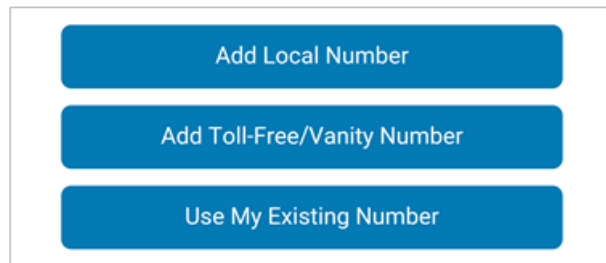 Add Local Number
Add Toll-Free/Vanity Number
Use My Existing Number